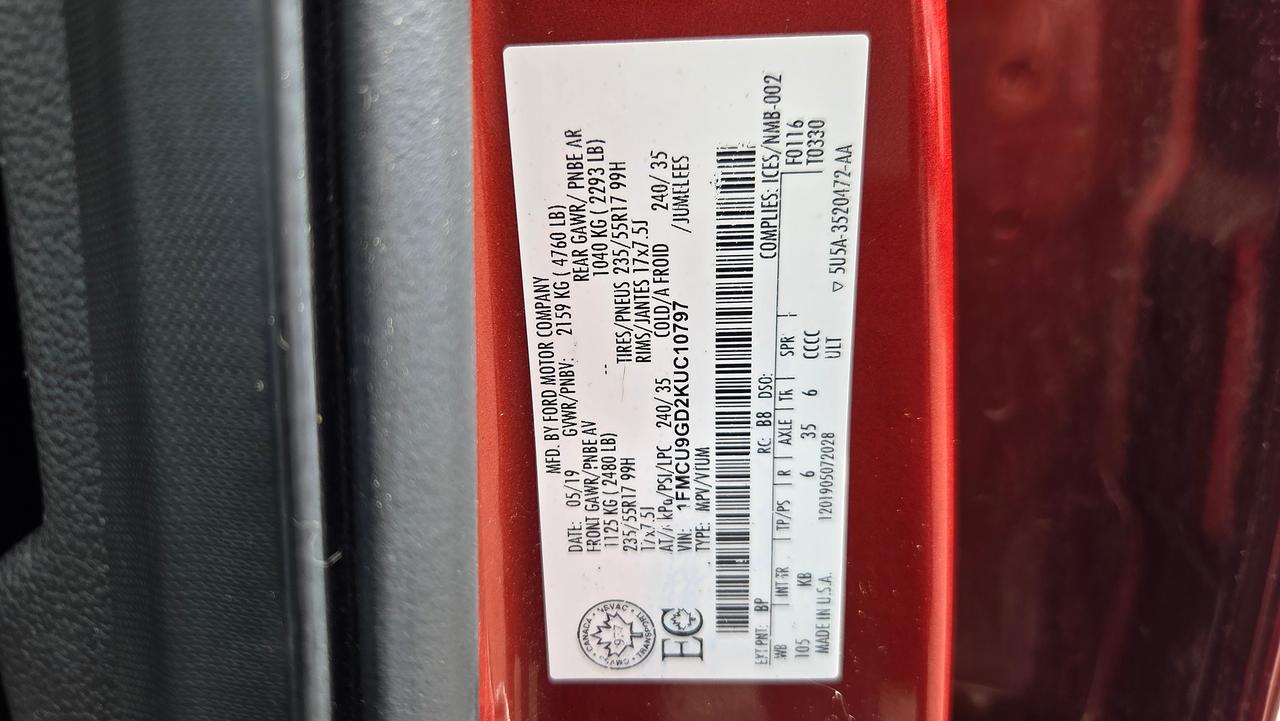 MFD. BY FORD MOTOR COMPANY
DATE: 05/19 GVWR/PNBV: 2159 KG ( 4760 LB)
FRONT GAWR/PNBE AV REAR GAWR/ PNBE AR
1125 KG ( 2480 LB) 1040 KG ( 2293 LB)
235/55R17 99H -- TIRES/PNEUS 235/55R17 99H
17x7.5J RIMS/JANTES 17x7.5J
AT/A kPa/PSI/LPC 240/ 35 COLD/A FROID 240/ 35
VIN: 1FMCU9GD2KUC10797 /JUMELEES
TYPE: MPV/VTUM
CANADA
EC
EXT PNT: BP RC: B8 DSO: COMPLIES: ICES/NMB-002
WB INT TR TP/PS R AXLE TR SPR F0116
105 KB 6 35 6 CCCC T0330
MADE IN U.S.A. 1201905072028 ULT
▽ 5U5A-3520472-AA